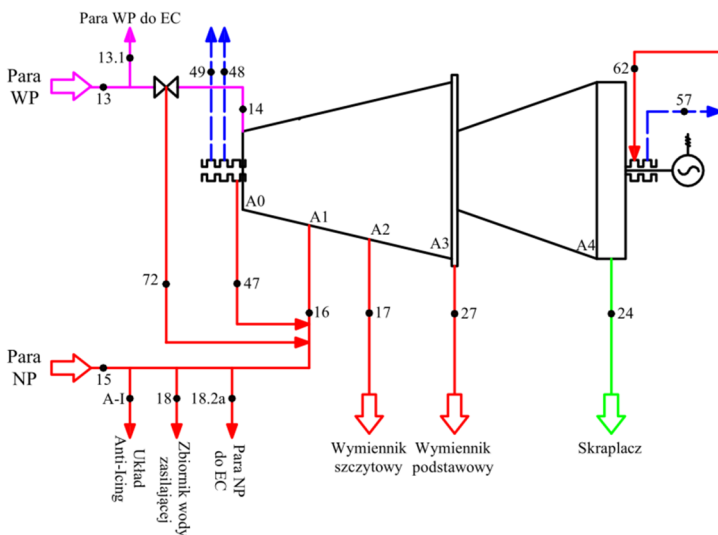 Para WP do EC
13.1
49
48
62
57
Para
WP
13
14
A0
A1
A2
A3
A4
72
47
16
17
27
24
Para
NP
15
A-I
18
18.2a
Układ
Anti-Icing
Zbiornik wody
zasilającej
Para NP
do EC
Wymiennik
szczytowy
Wymiennik
podstawowy
Skraplacz